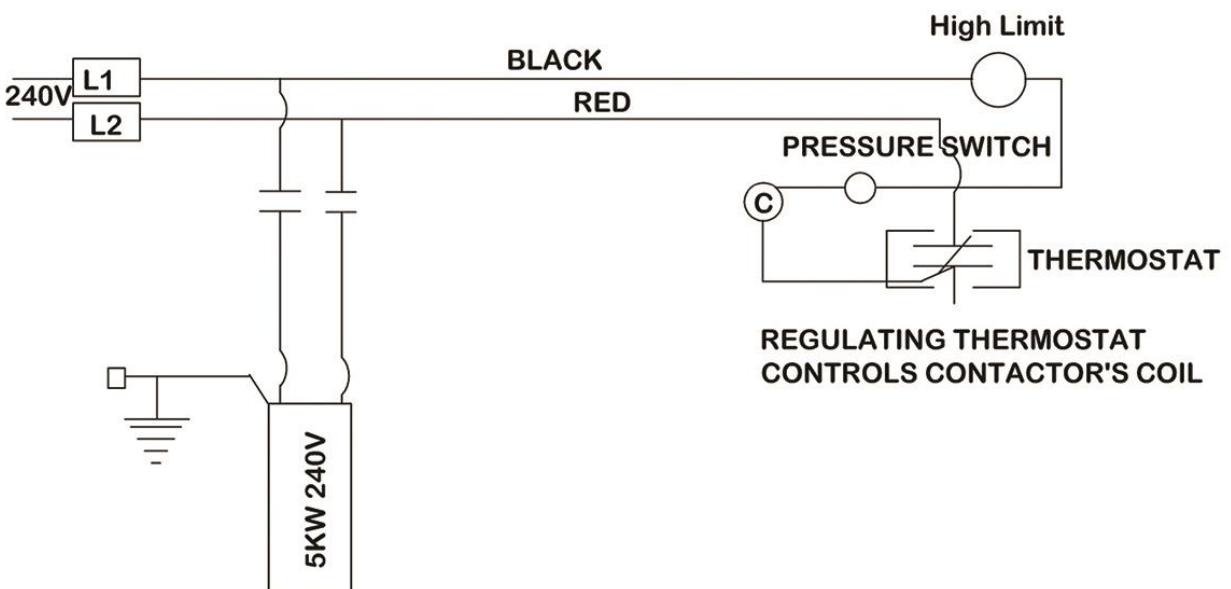 High Limit
BLACK
L1
240V
RED
L2
PRESSURE SWITCH
C
THERMOSTAT
REGULATING THERMOSTAT
CONTROLS CONTACTOR'S COIL
5KW 240V